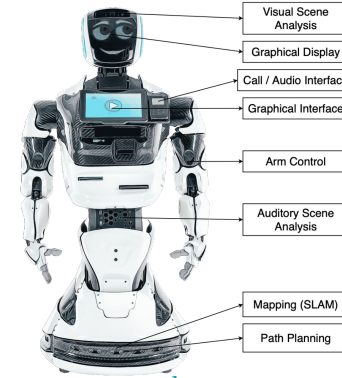 Visual Scene
Analysis
Graphical Display
Call / Audio Interfac
Graphical Interface
Arm Control
Auditory Scene
Analysis
Mapping (SLAM)
Path Planning